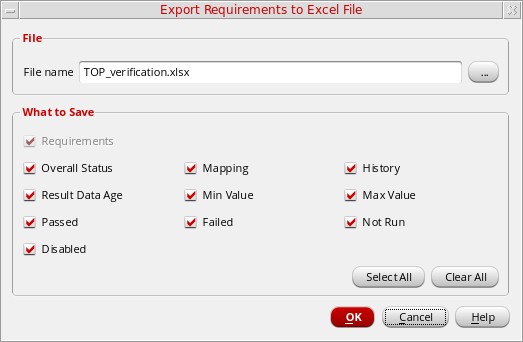 Export Requirements to Excel File
File
File name TOP_verification.xlsx ...
What to Save
Requirements
Overall Status Mapping History
Result Data Age Min Value Max Value
Passed Failed Not Run
Disabled
Select All Clear All
OK Cancel Help